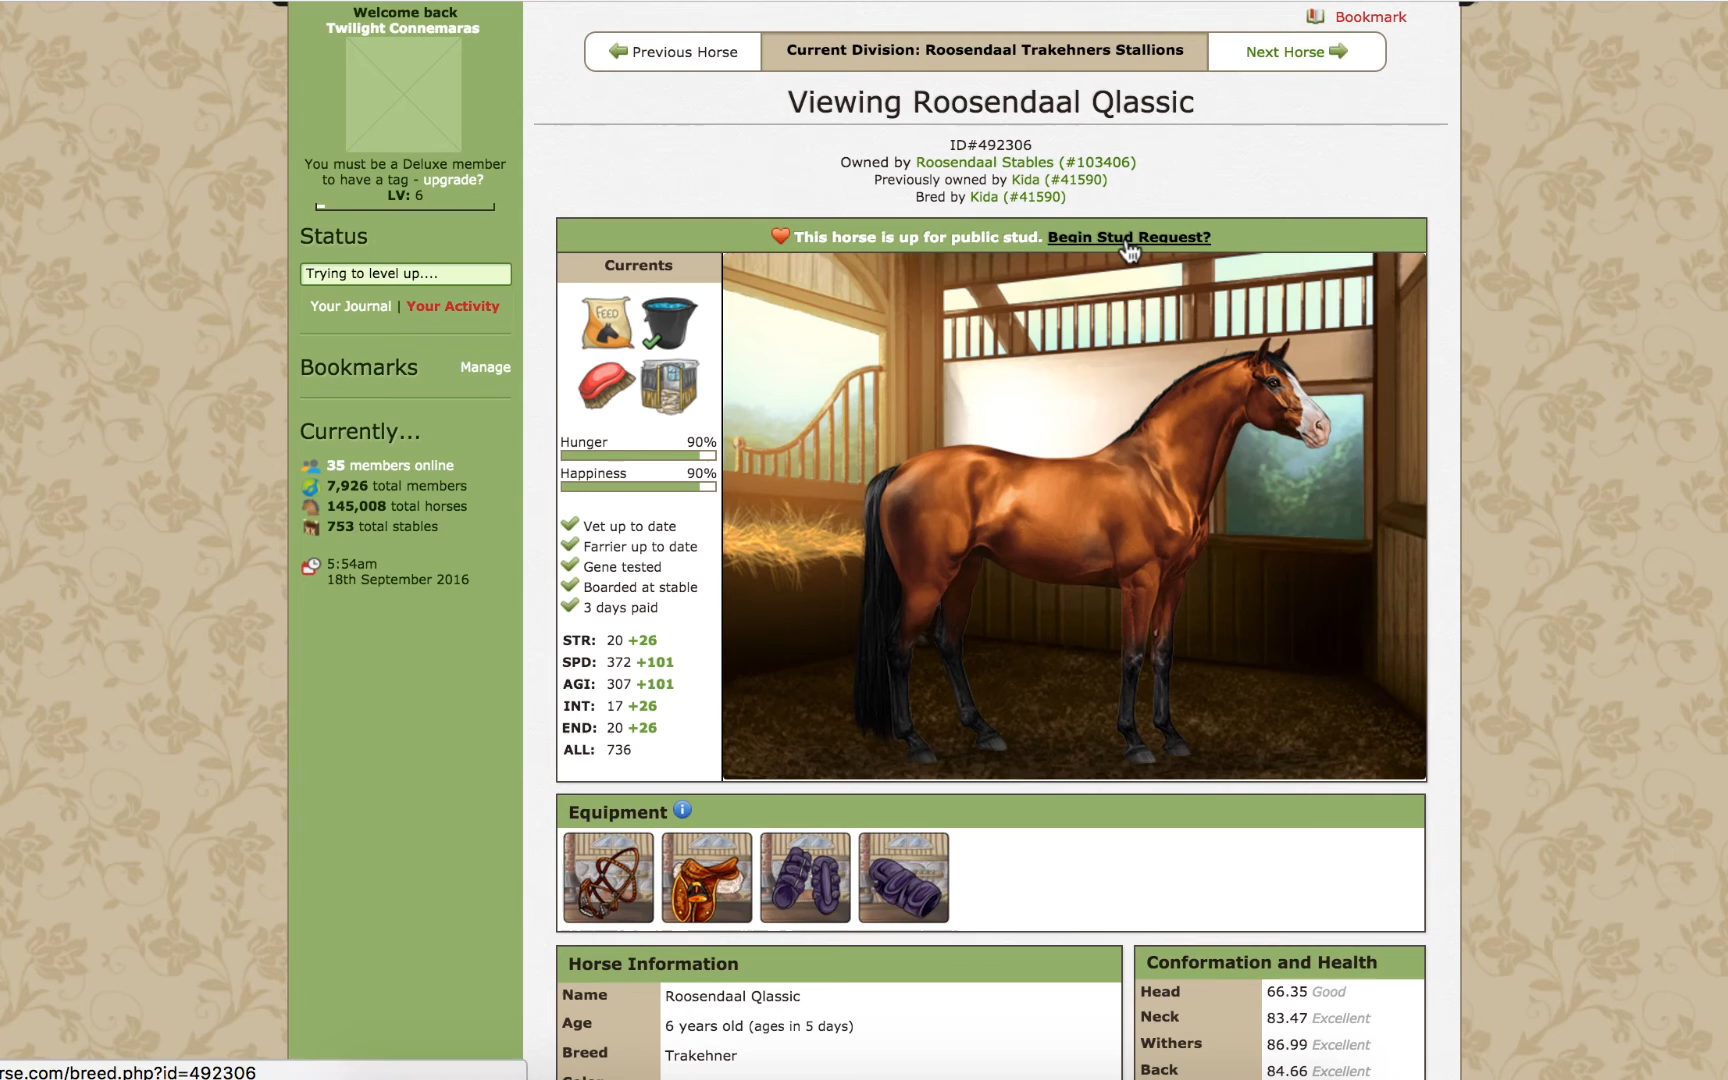 Welcome back
Twilight Connemaras
You must be a Deluxe member
to have a tag - upgrade?
LV: 6
Status
Trying to level up....
Your Journal | Your Activity
Bookmarks Manage
Currently...
35 members online
7,926 total members
145,008 total horses
753 total stables
5:54am
18th September 2016
Bookmark
Previous Horse
Current Division: Roosendaal Trakehners Stallions
Next Horse
Viewing Roosendaal Qlassic
ID#492306
Owned by Roosendaal Stables (#103406)
Previously owned by Kida (#41590)
Bred by Kida (#41590)
This horse is up for public stud. Begin Stud Request?
Currents
FEED
Hunger 90%
Happiness 90%
Vet up to date
Farrier up to date
Gene tested
Boarded at stable
3 days paid
STR: 20 +26
SPD: 372 +101
AGI: 307 +101
INT: 17 +26
END: 20 +26
ALL: 736
Equipment
Horse Information
Name Roosendaal Qlassic
Age 6 years old (ages in 5 days)
Breed Trakehner
Conformation and Health
Head 66.35 Good
Neck 83.47 Excellent
Withers 86.99 Excellent
Back 84.66 Excellent
rse.com/breed.php?id=492306